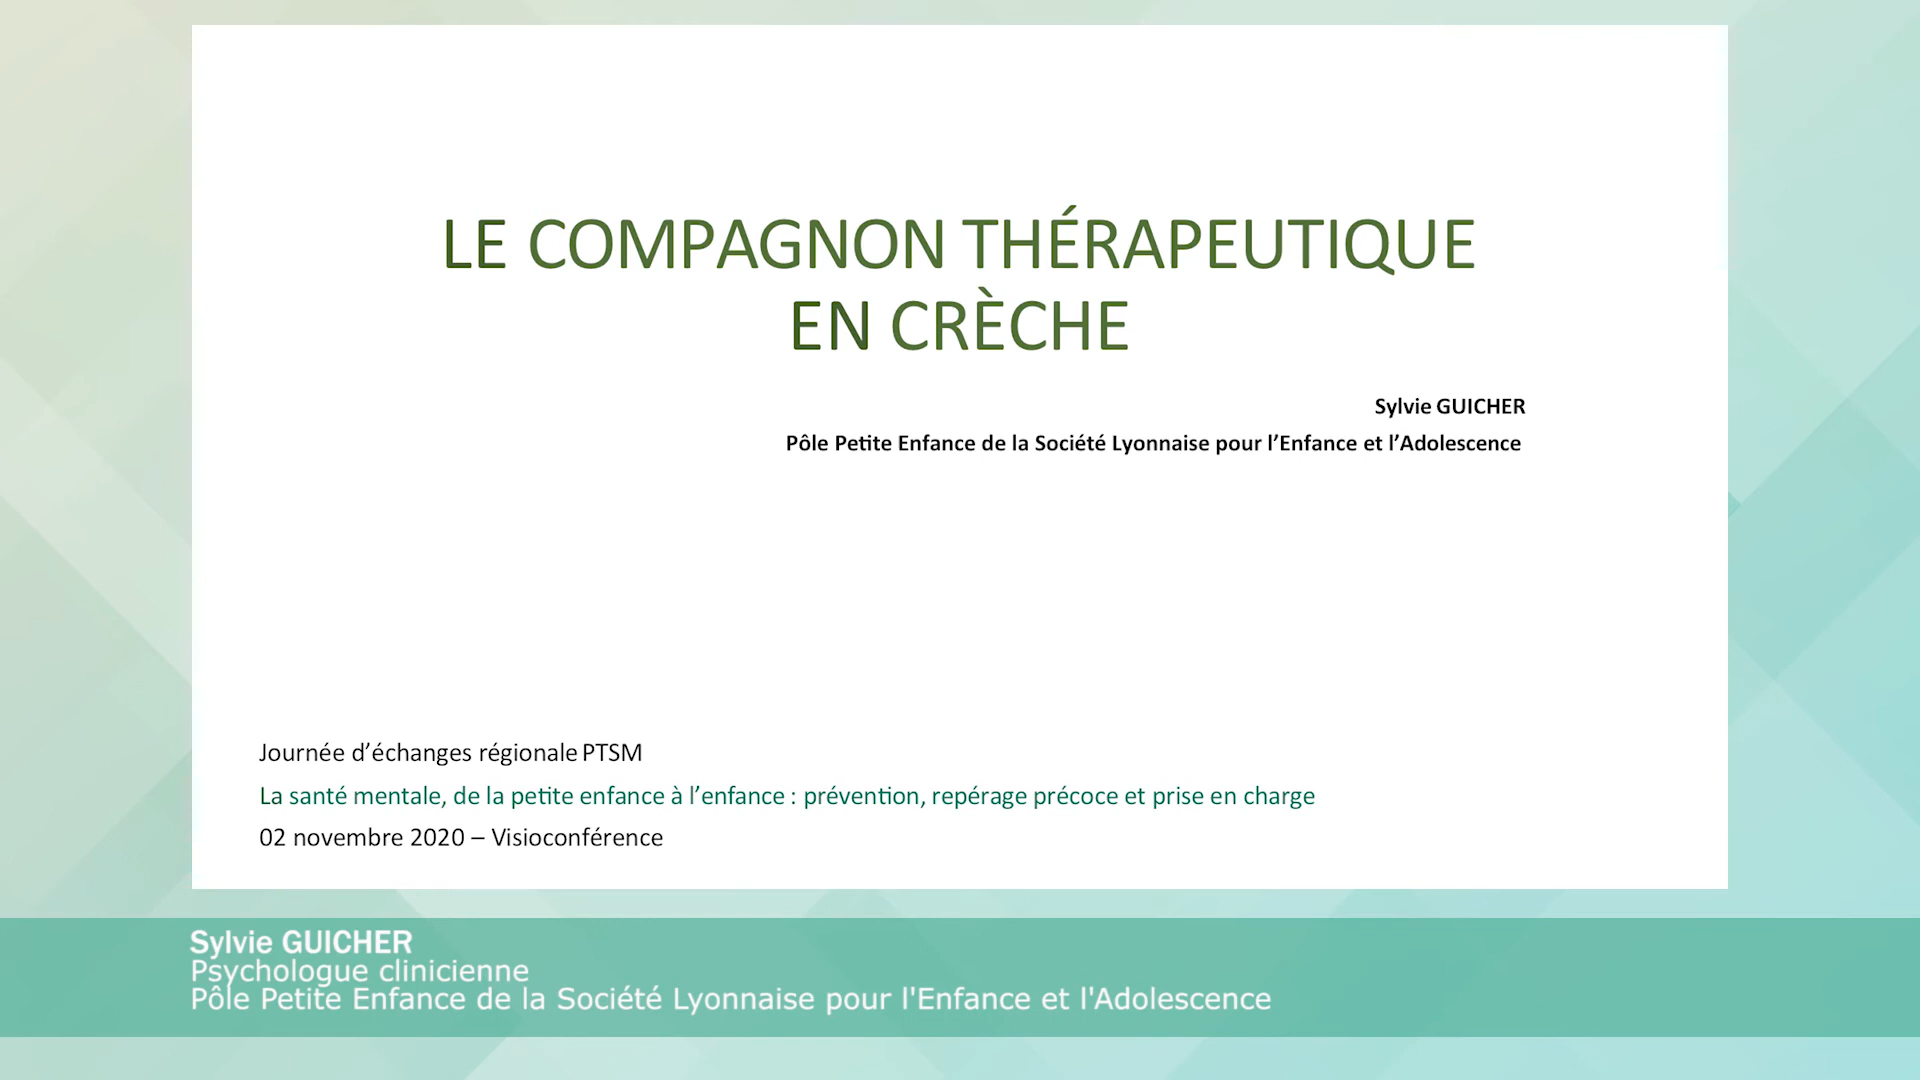 LE COMPAGNON THÉRAPEUTIQUE
EN CRÈCHE
Sylvie GUICHER
Pôle Petite Enfance de la Société Lyonnaise pour l’Enfance et l’Adolescence
Journée d’échanges régionale PTSM
La santé mentale, de la petite enfance à l’enfance : prévention, repérage précoce et prise en charge
02 novembre 2020 – Visioconférence
Sylvie GUICHER
Psychologue clinicienne
Pôle Petite Enfance de la Société Lyonnaise pour l'Enfance et l'Adolescence